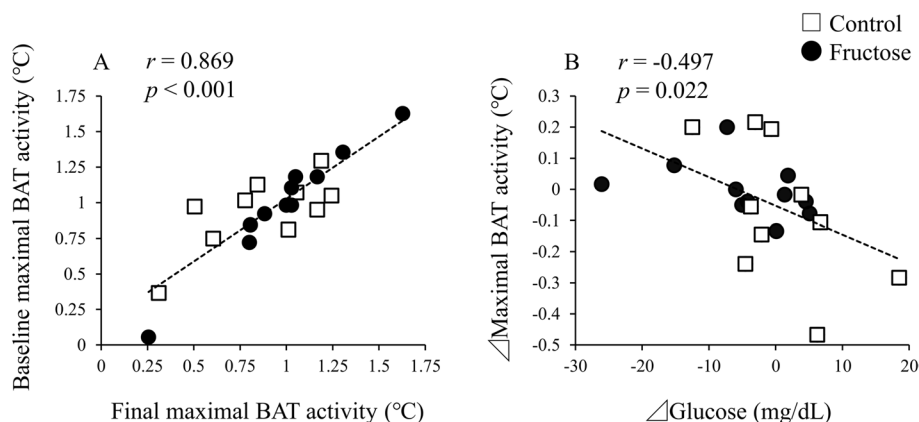 Control
Fructose
A
r = 0.869
p < 0.001
Baseline maximal BAT activity (℃)
1.75
1.5
1.25
1
0.75
0.5
0.25
0
0
0.25
0.5
0.75
1
1.25
1.5
1.75
Final maximal BAT activity (℃)
B
r = -0.497
p = 0.022
⊿Maximal BAT activity (℃)
0.3
0.2
0.1
0
-0.1
-0.2
-0.3
-0.4
-0.5
-30
-20
-10
0
10
20
⊿Glucose (mg/dL)